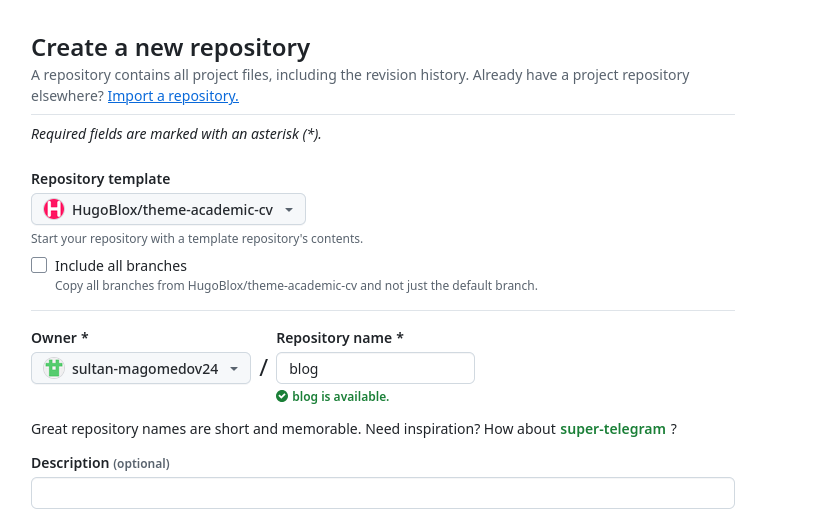 Create a new repository
A repository contains all project files, including the revision history. Already have a project repository
elsewhere? Import a repository.
Required fields are marked with an asterisk (*).
Repository template
HugoBlox/theme-academic-cv
Start your repository with a template repository's contents.
Include all branches
Copy all branches from HugoBlox/theme-academic-cv and not just the default branch.
Owner * Repository name *
sultan-magomedov24 / blog
blog is available.
Great repository names are short and memorable. Need inspiration? How about super-telegram ?
Description (optional)